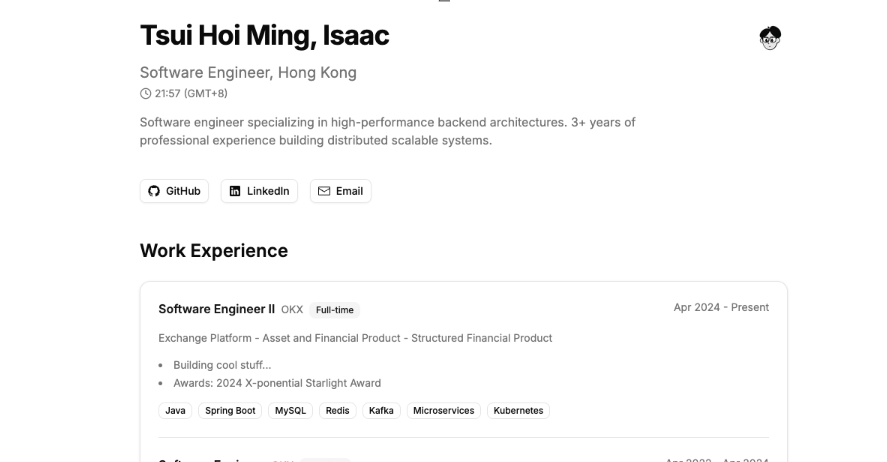 Tsui Hoi Ming, Isaac
Software Engineer, Hong Kong
21:57 (GMT+8)
Software engineer specializing in high-performance backend architectures. 3+ years of
professional experience building distributed scalable systems.
GitHub LinkedIn Email
Work Experience
Software Engineer II OKX Full-time Apr 2024 - Present
Exchange Platform - Asset and Financial Product - Structured Financial Product
• Building cool stuff...
• Awards: 2024 X-ponential Starlight Award
Java Spring Boot MySQL Redis Kafka Microservices Kubernetes